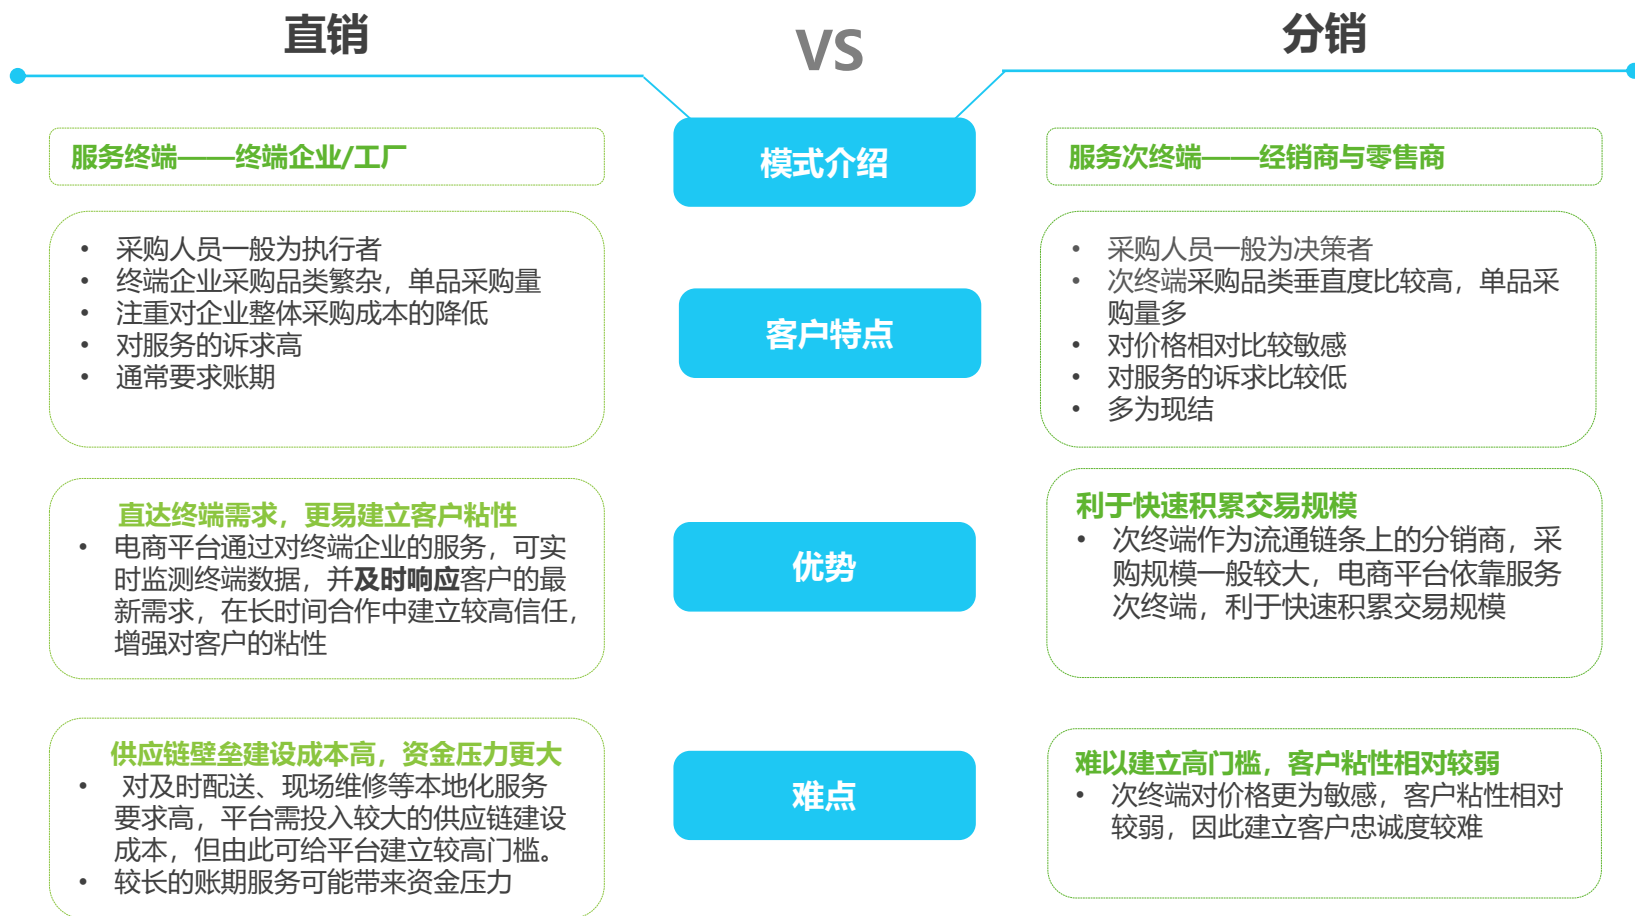 直销
VS
分销
服务终端——终端企业/工厂
模式介绍
服务次终端——经销商与零售商
• 采购人员一般为执行者
• 终端企业采购品类繁杂，单品采购量
• 注重对企业整体采购成本的降低
• 对服务的诉求高
• 通常要求账期
客户特点
• 采购人员一般为决策者
• 次终端采购品类垂直度比较高，单品采
购量多
• 对价格相对比较敏感
• 对服务的诉求比较低
• 多为现结
直达终端需求，更易建立客户粘性
• 电商平台通过对终端企业的服务，可实
时监测终端数据，并及时响应客户的最
新需求，在长时间合作中建立较高信任，
增强对客户的粘性
优势
利于快速积累交易规模
• 次终端作为流通链条上的分销商，采
购规模一般较大，电商平台依靠服务
次终端，利于快速积累交易规模
供应链壁垒建设成本高，资金压力更大
• 对及时配送、现场维修等本地化服务
要求高，平台需投入较大的供应链建设
成本，但由此可给平台建立较高门槛。
• 较长的账期服务可能带来资金压力
难点
难以建立高门槛，客户粘性相对较弱
• 次终端对价格更为敏感，客户粘性相对
较弱，因此建立客户忠诚度较难